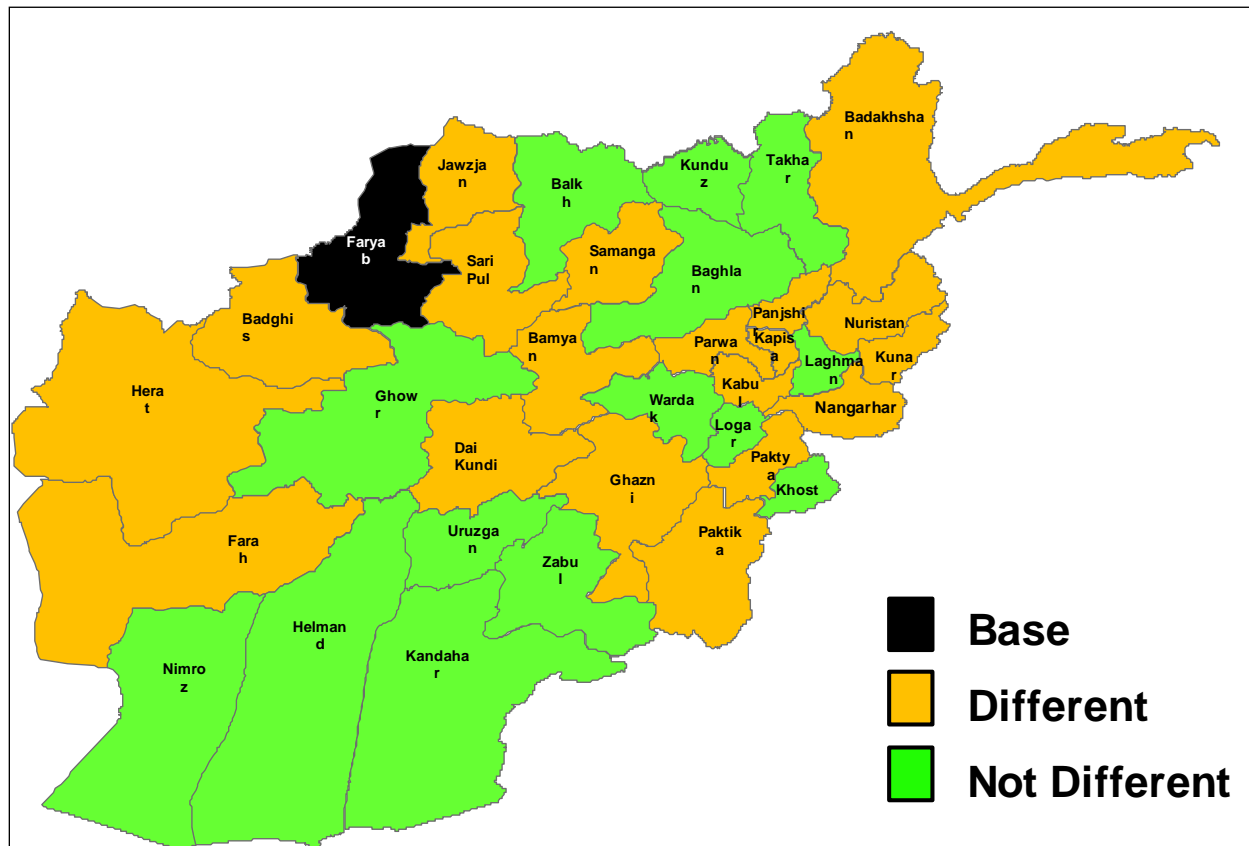 Badakhsha
n
Jawzja
n
Balk
h
Kundu
z
Takha
r
Farya
b
Sari
Pul
Samanga
n
Baghla
n
Badghi
s
Bamya
n
Panjshi
r
Nuristan
Parwa
n
Kapis
a
Laghma
n
Kuna
r
Hera
t
Ghow
r
Kabu
l
Warda
k
Nangarhar
Loga
r
Dai
Kundi
Pakty
a
Ghazn
i
Khost
Uruzga
n
Paktik
a
Fara
h
Zabu
l
Helman
d
Kandaha
r
Nimro
z
Base
Different
Not Different